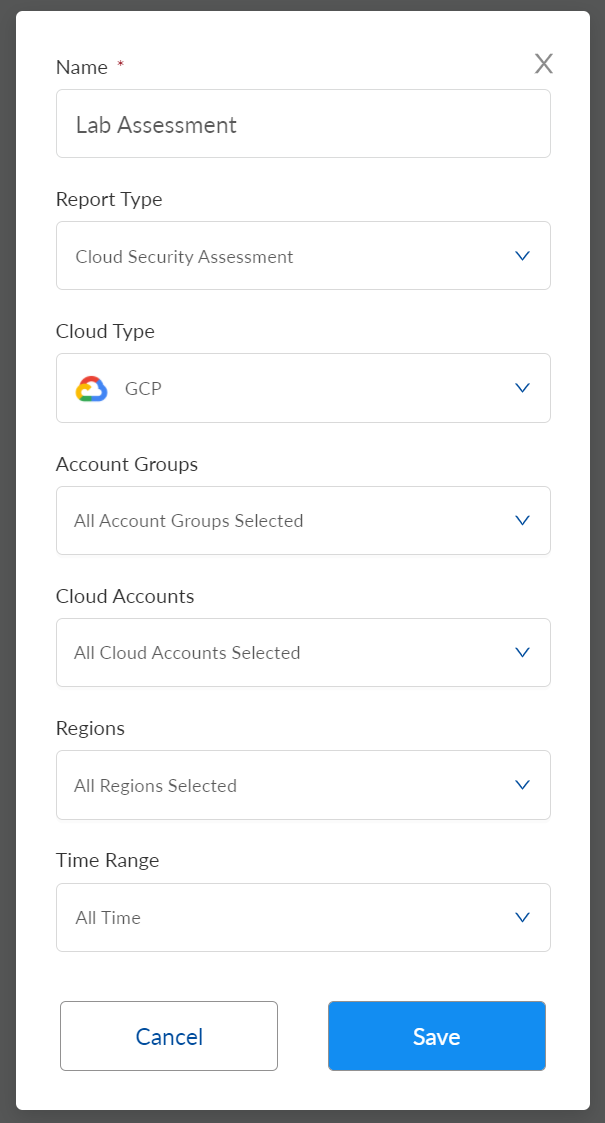 Name *
X
Lab Assessment
Report Type
Cloud Security Assessment
Cloud Type
GCP
Account Groups
All Account Groups Selected
Cloud Accounts
All Cloud Accounts Selected
Regions
All Regions Selected
Time Range
All Time
Cancel
Save